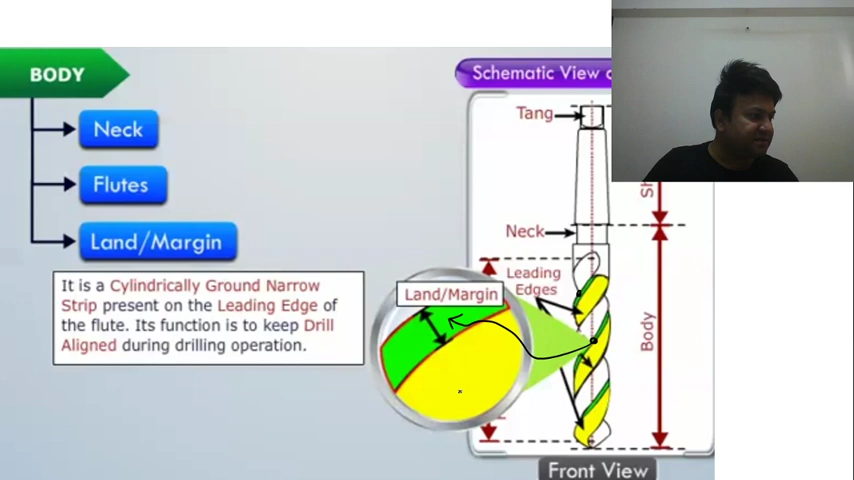 BODY
Neck
Flutes
Land/Margin
It is a Cylindrically Ground Narrow
Strip present on the Leading Edge of
the flute. Its function is to keep Drill
Aligned during drilling operation.
Schematic View
Tang
Neck
Leading
Edges
Land/Margin
Body
Front View